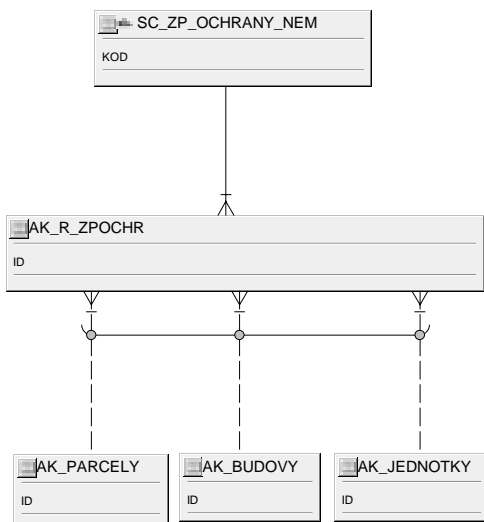 SC_ZP_OCHRANY_NEM
KOD
AK_R_ZPOCHR
ID
AK_PARCELY
ID
AK_BUDOVY
ID
AK_JEDNOTKY
ID